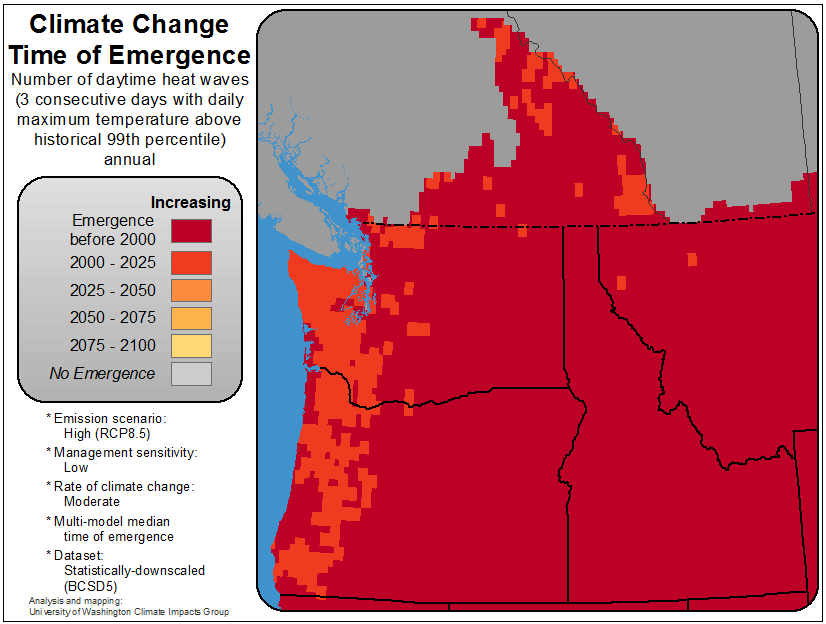 Climate Change
Time of Emergence
Number of daytime heat waves
(3 consecutive days with daily
maximum temperature above
historical 99th percentile)
annual
Increasing
Emergence
before 2000
2000 - 2025
2025 - 2050
2050 - 2075
2075 - 2100
No Emergence
* Emission scenario:
High (RCP8.5)
* Management sensitivity:
Low
* Rate of climate change:
Moderate
* Multi-model median
time of emergence
* Dataset:
Statistically-downscaled
(BCSD5)
Analysis and mapping:
University of Washington Climate Impacts Group